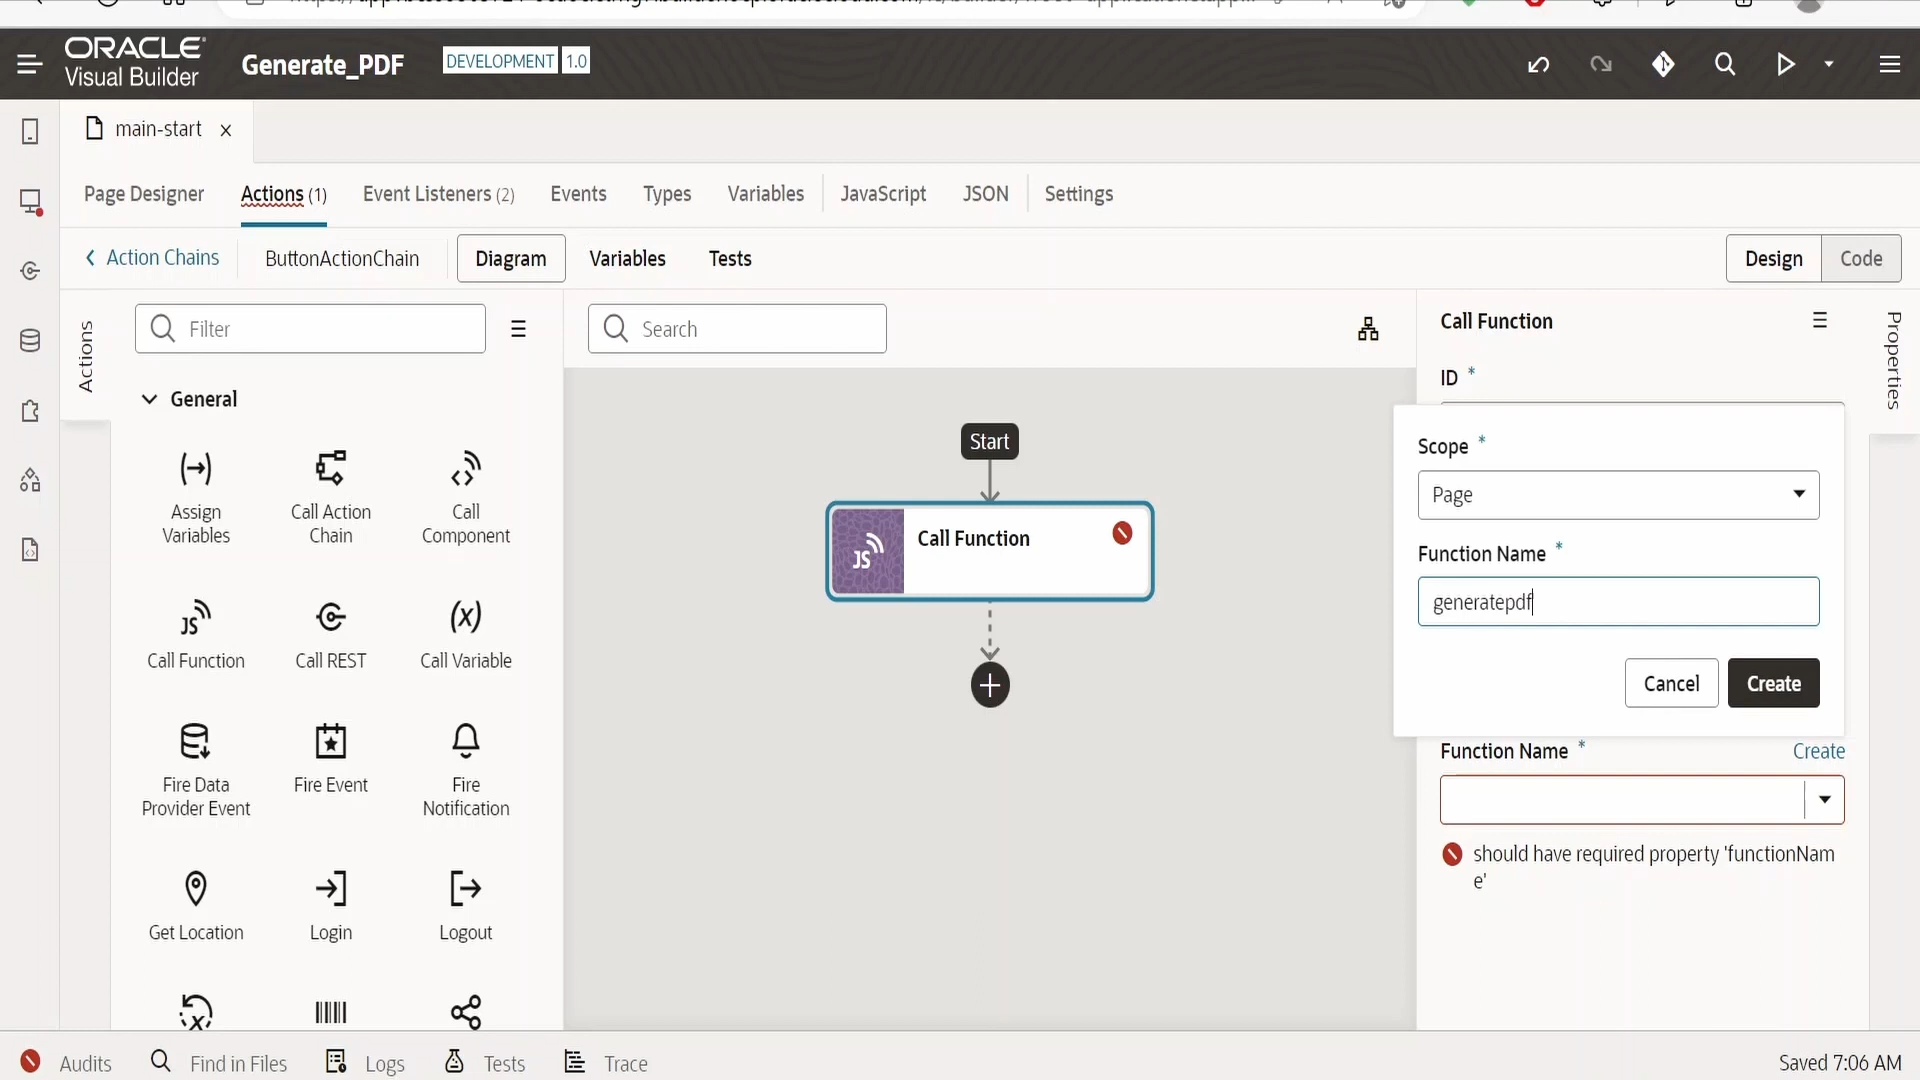 ORACLE
Visual Builder
Generate_PDF
DEVELOPMENT 1.0
main-start
Page Designer
Actions (1)
Event Listeners (2)
Events
Types
Variables
JavaScript
JSON
Settings
Action Chains
ButtonActionChain
Diagram
Variables
Tests
Design
Code
Actions
Filter
Search
Call Function
Properties
ID *
General
Start
Scope *
Page
Assign
Variables
Call Action
Chain
Call
Component
Call Function
Function Name *
generatepdf
JS
Call Function
Call REST
Call Variable
Cancel
Create
Function Name *
Create
Fire Data
Provider Event
Fire Event
Fire
Notification
should have required property 'functionNam
e'
Get Location
Login
Logout
Audits
Find in Files
Logs
Tests
Trace
Saved 7:06 AM